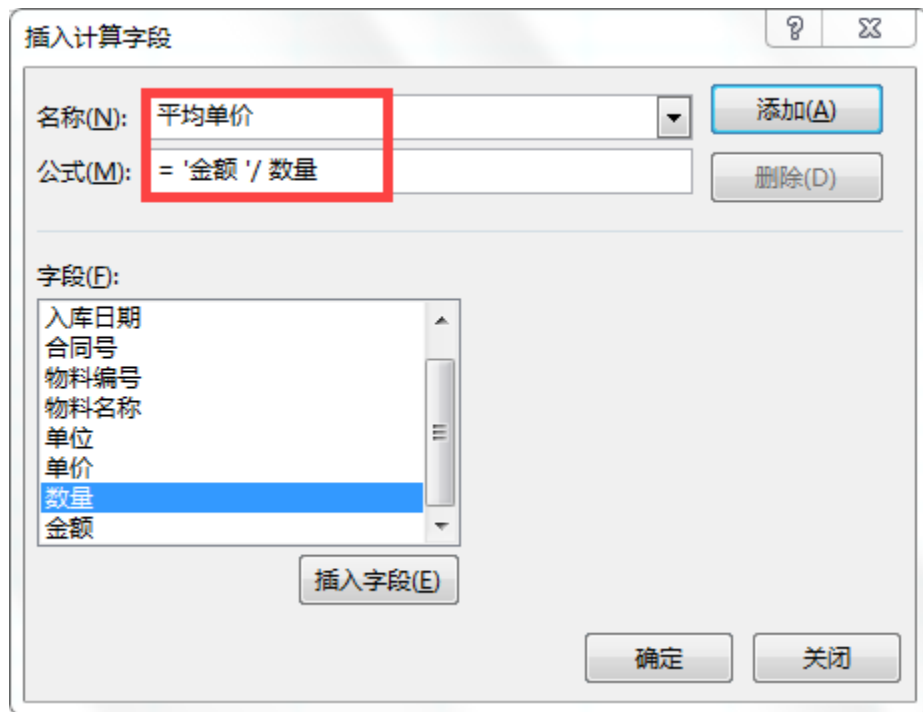 插入计算字段
名称(N): 平均单价 添加(A)
公式(M): = '金额 '/ 数量 删除(D)
字段(F):
入库日期
合同号
物料编号
物料名称
单位
单价
数量
金额
插入字段(E)
确定 关闭